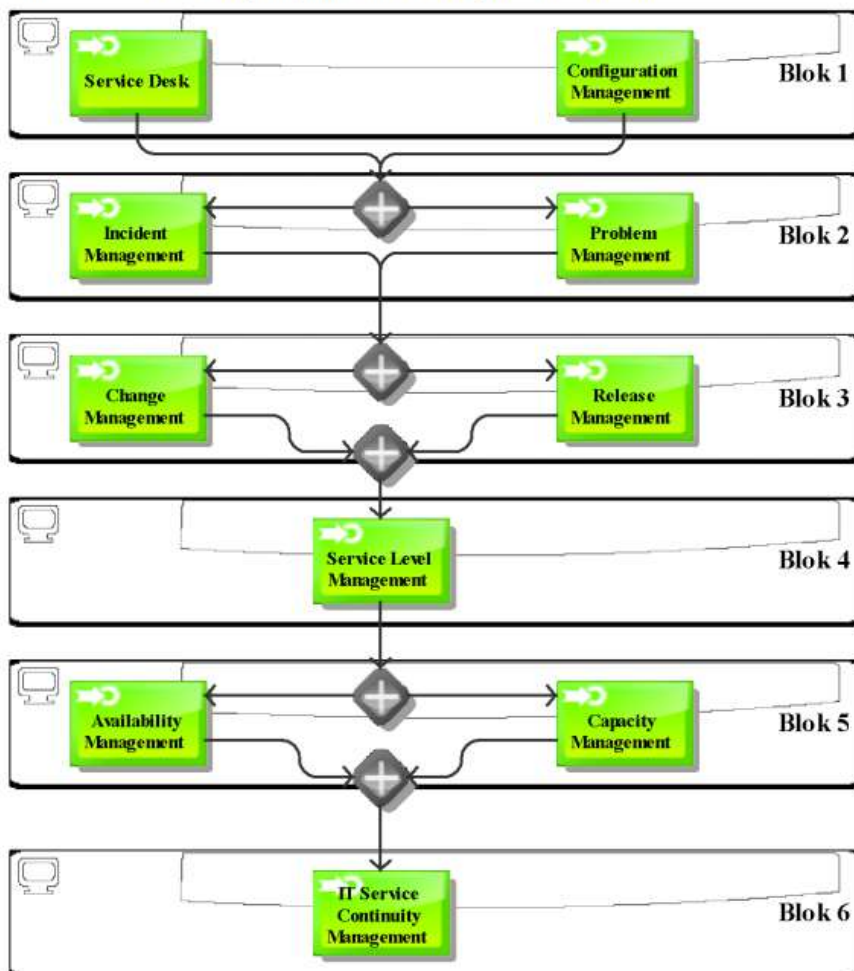 Service Desk
Configuration
Management
Blok 1
Incident
Management
Problem
Management
Blok 2
Change
Management
Release
Management
Blok 3
Service Level
Management
Blok 4
Availability
Management
Capacity
Management
Blok 5
IT Service
Continuity
Management
Blok 6